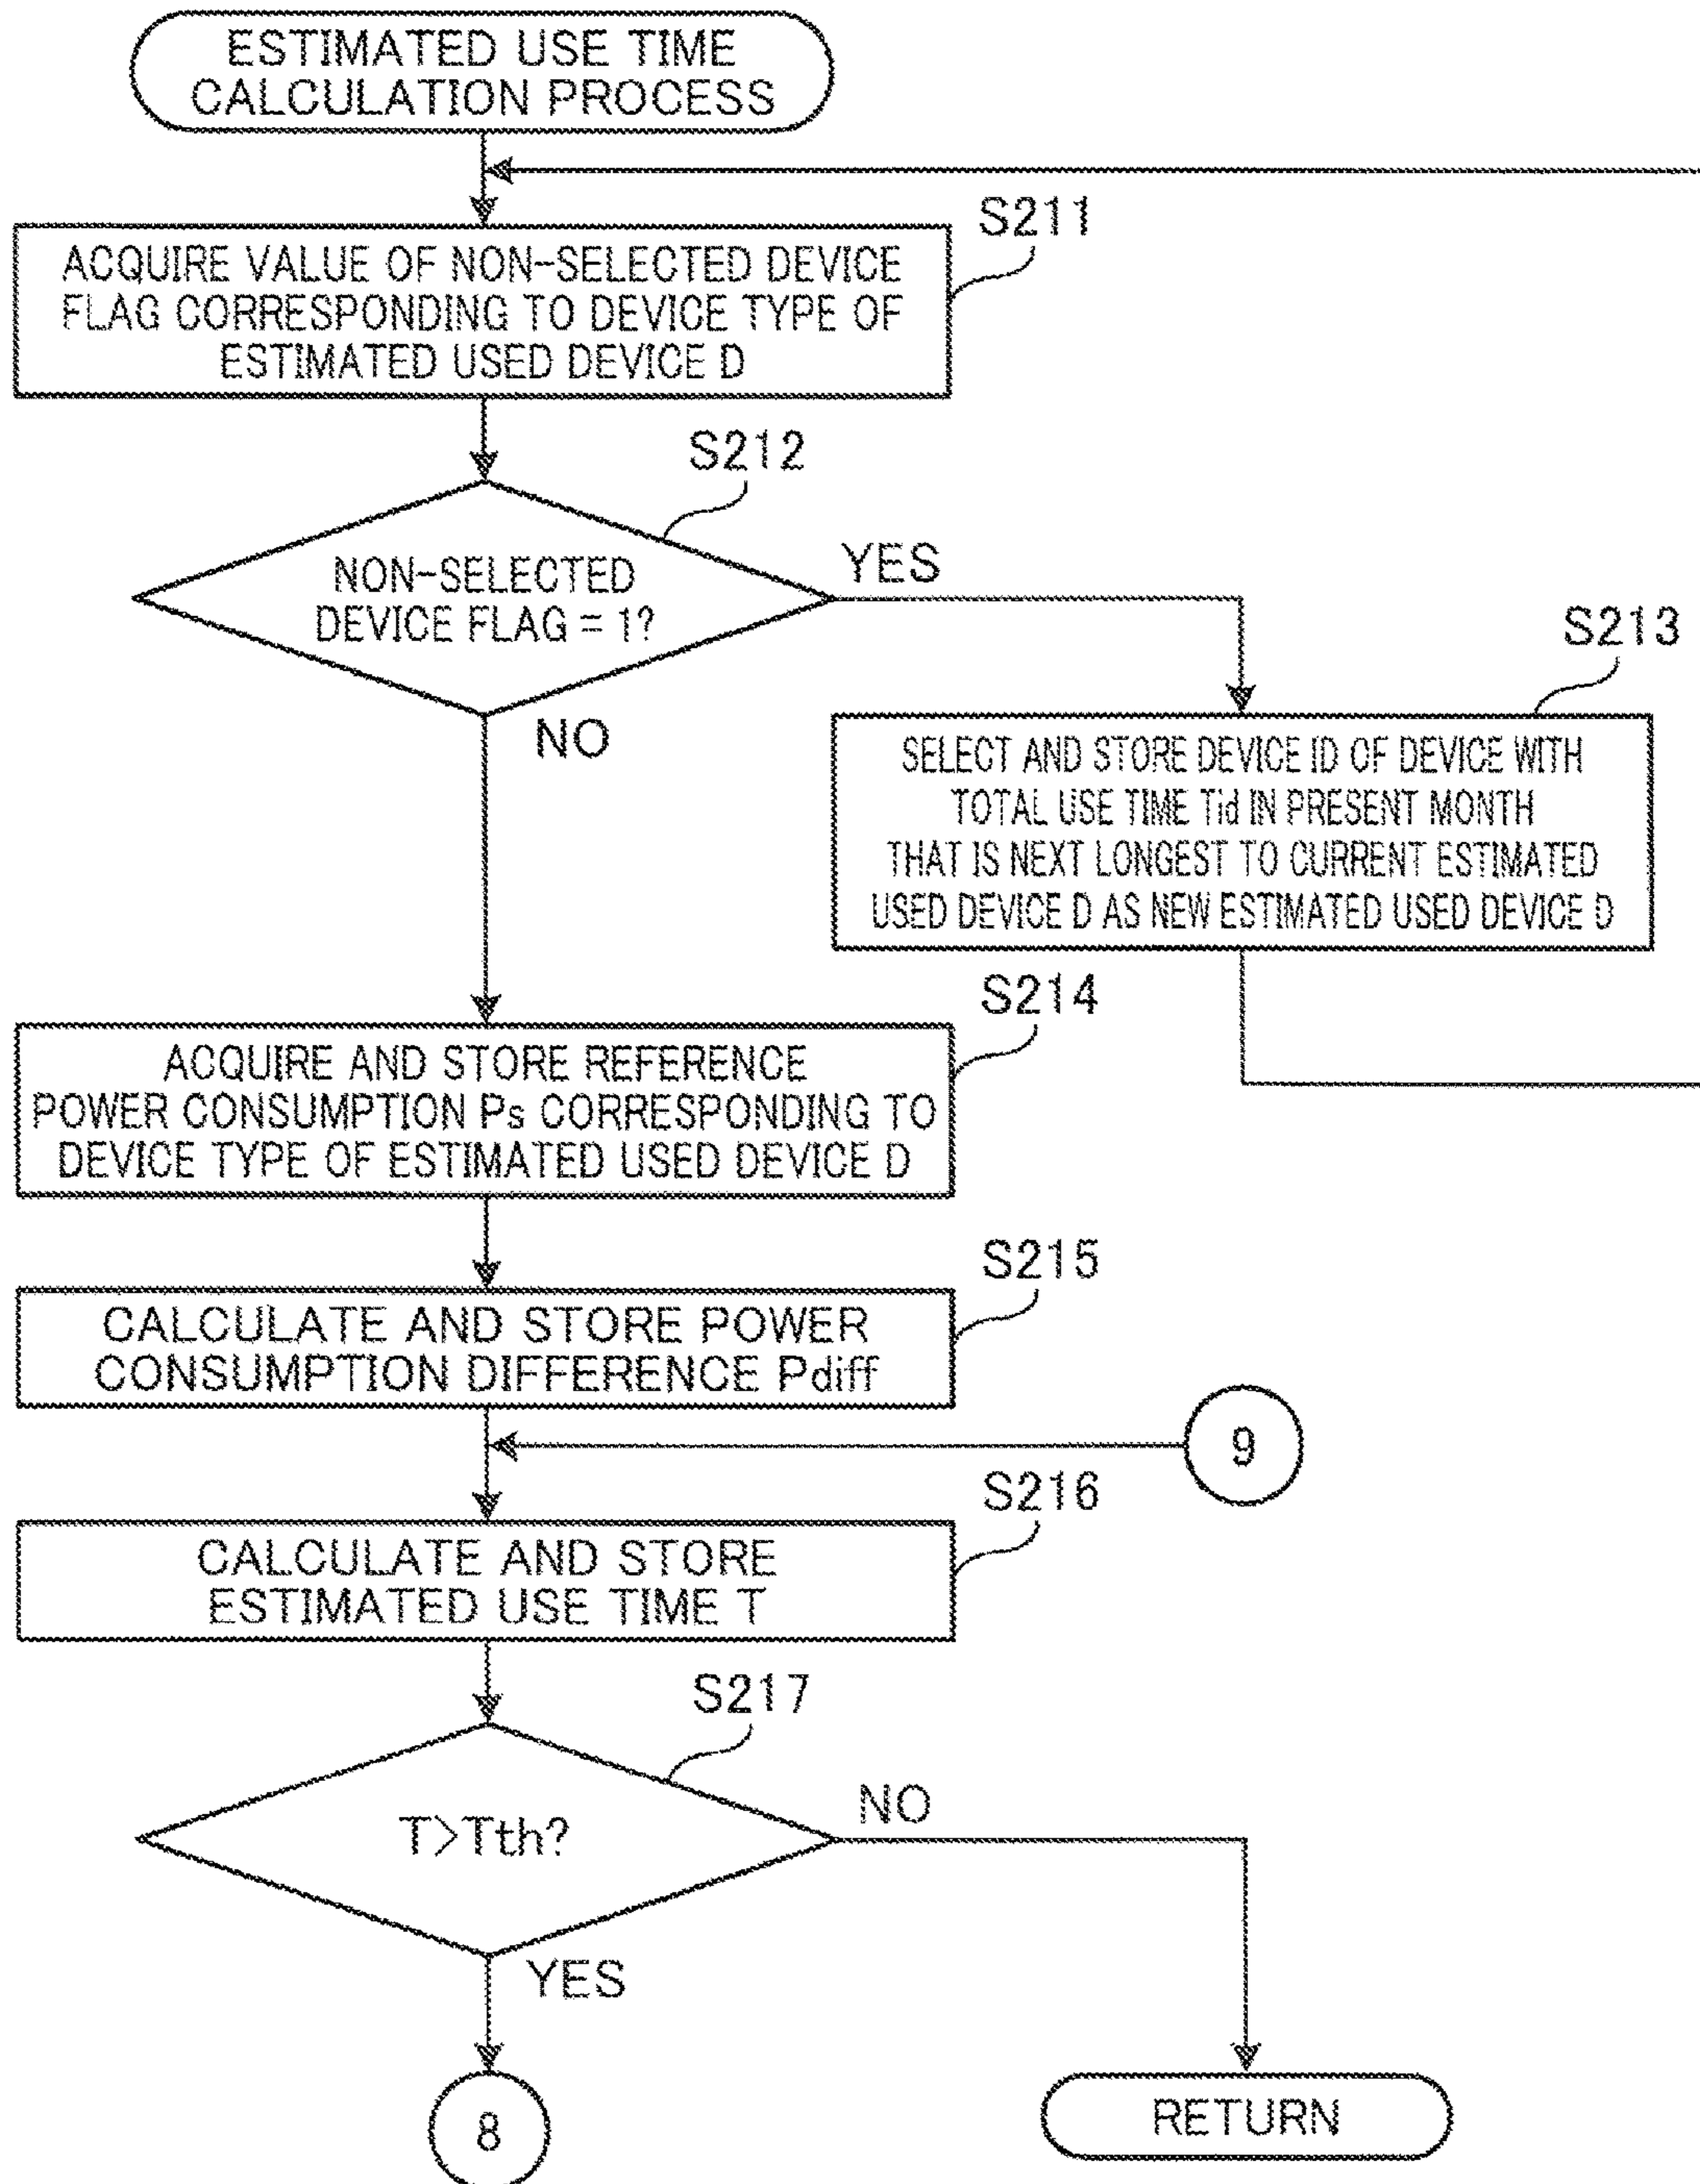 ESTIMATED USE TIME
CALCULATION PROCESS
S211
ACQUIRE VALUE OF NON-SELECTED DEVICE
FLAG CORRESPONDING TO DEVICE TYPE OF
ESTIMATED USED DEVICE D
S212
NON-SELECTED
DEVICE FLAG = 1?
YES
NO
S213
SELECT AND STORE DEVICE ID OF DEVICE WITH
TOTAL USE TIME Tid IN PRESENT MONTH
THAT IS NEXT LONGEST TO CURRENT ESTIMATED
USED DEVICE D AS NEW ESTIMATED USED DEVICE D
S214
ACQUIRE AND STORE REFERENCE
POWER CONSUMPTION Ps CORRESPONDING TO
DEVICE TYPE OF ESTIMATED USED DEVICE D
S215
CALCULATE AND STORE POWER
CONSUMPTION DIFFERENCE Pdiff
9
S216
CALCULATE AND STORE
ESTIMATED USE TIME T
S217
T>Tth?
NO
YES
8
RETURN